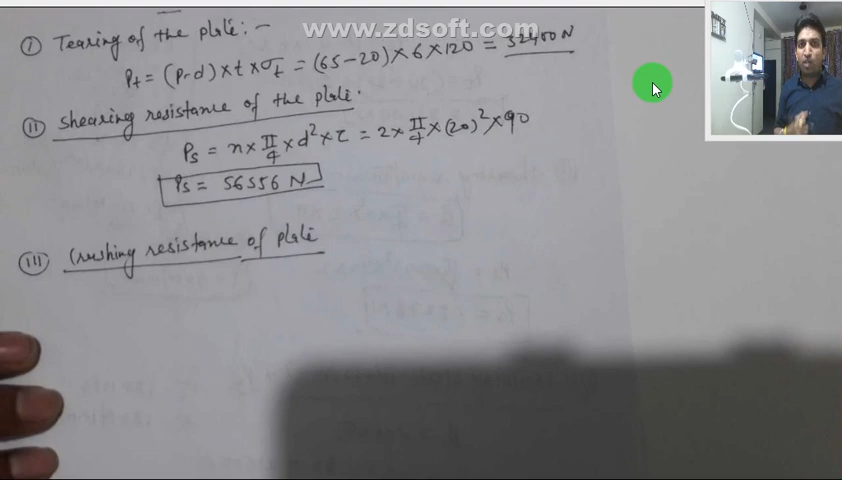 www.zdsoft.com
(i) Tearing of the plate:-
Pt = (P-d) × t × σt = (65-20) × 6 × 120 = 32400 N
(ii) shearing resistance of the plate.
Ps = n × π/4 × d² × τ = 2 × π/4 × (20)² × 90
Ps = 56556 N
(iii) Crushing resistance of plate